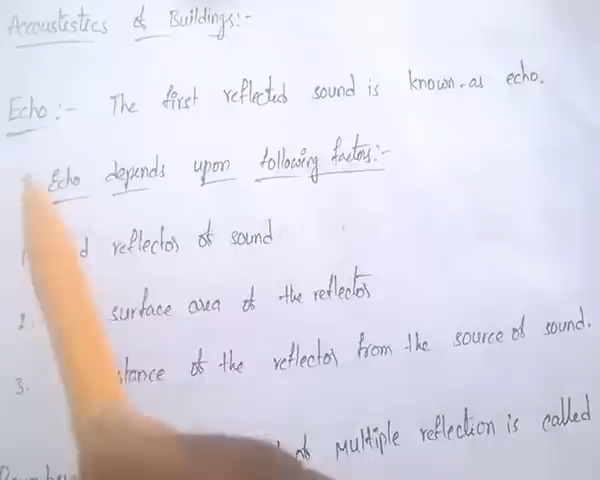 Accoustistics of Buildings:-
Echo:- The first reflected sound is known as echo.
Echo depends upon following factors:-
reflector of sound
2. surface area of the reflector
3. of the reflector from the source of sound.
of multiple reflection is called